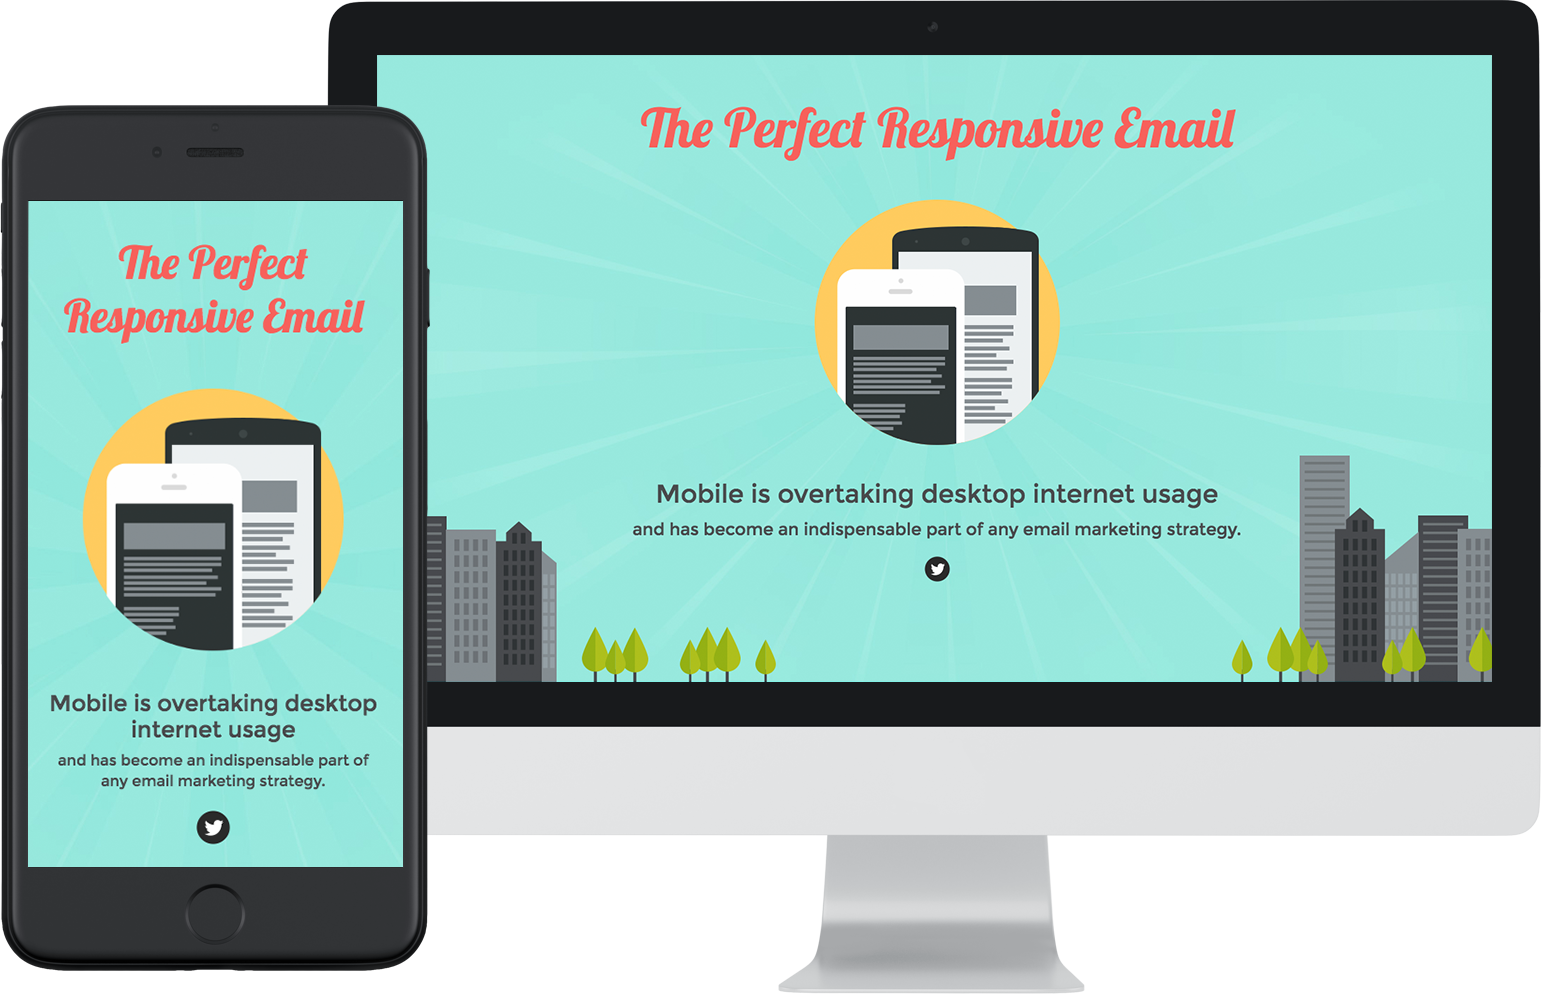 The Perfect
Responsive Email
Mobile is overtaking desktop
internet usage
and has become an indispensable part of
any email marketing strategy.
The Perfect Responsive Email
Mobile is overtaking desktop internet usage
and has become an indispensable part of any email marketing strategy.